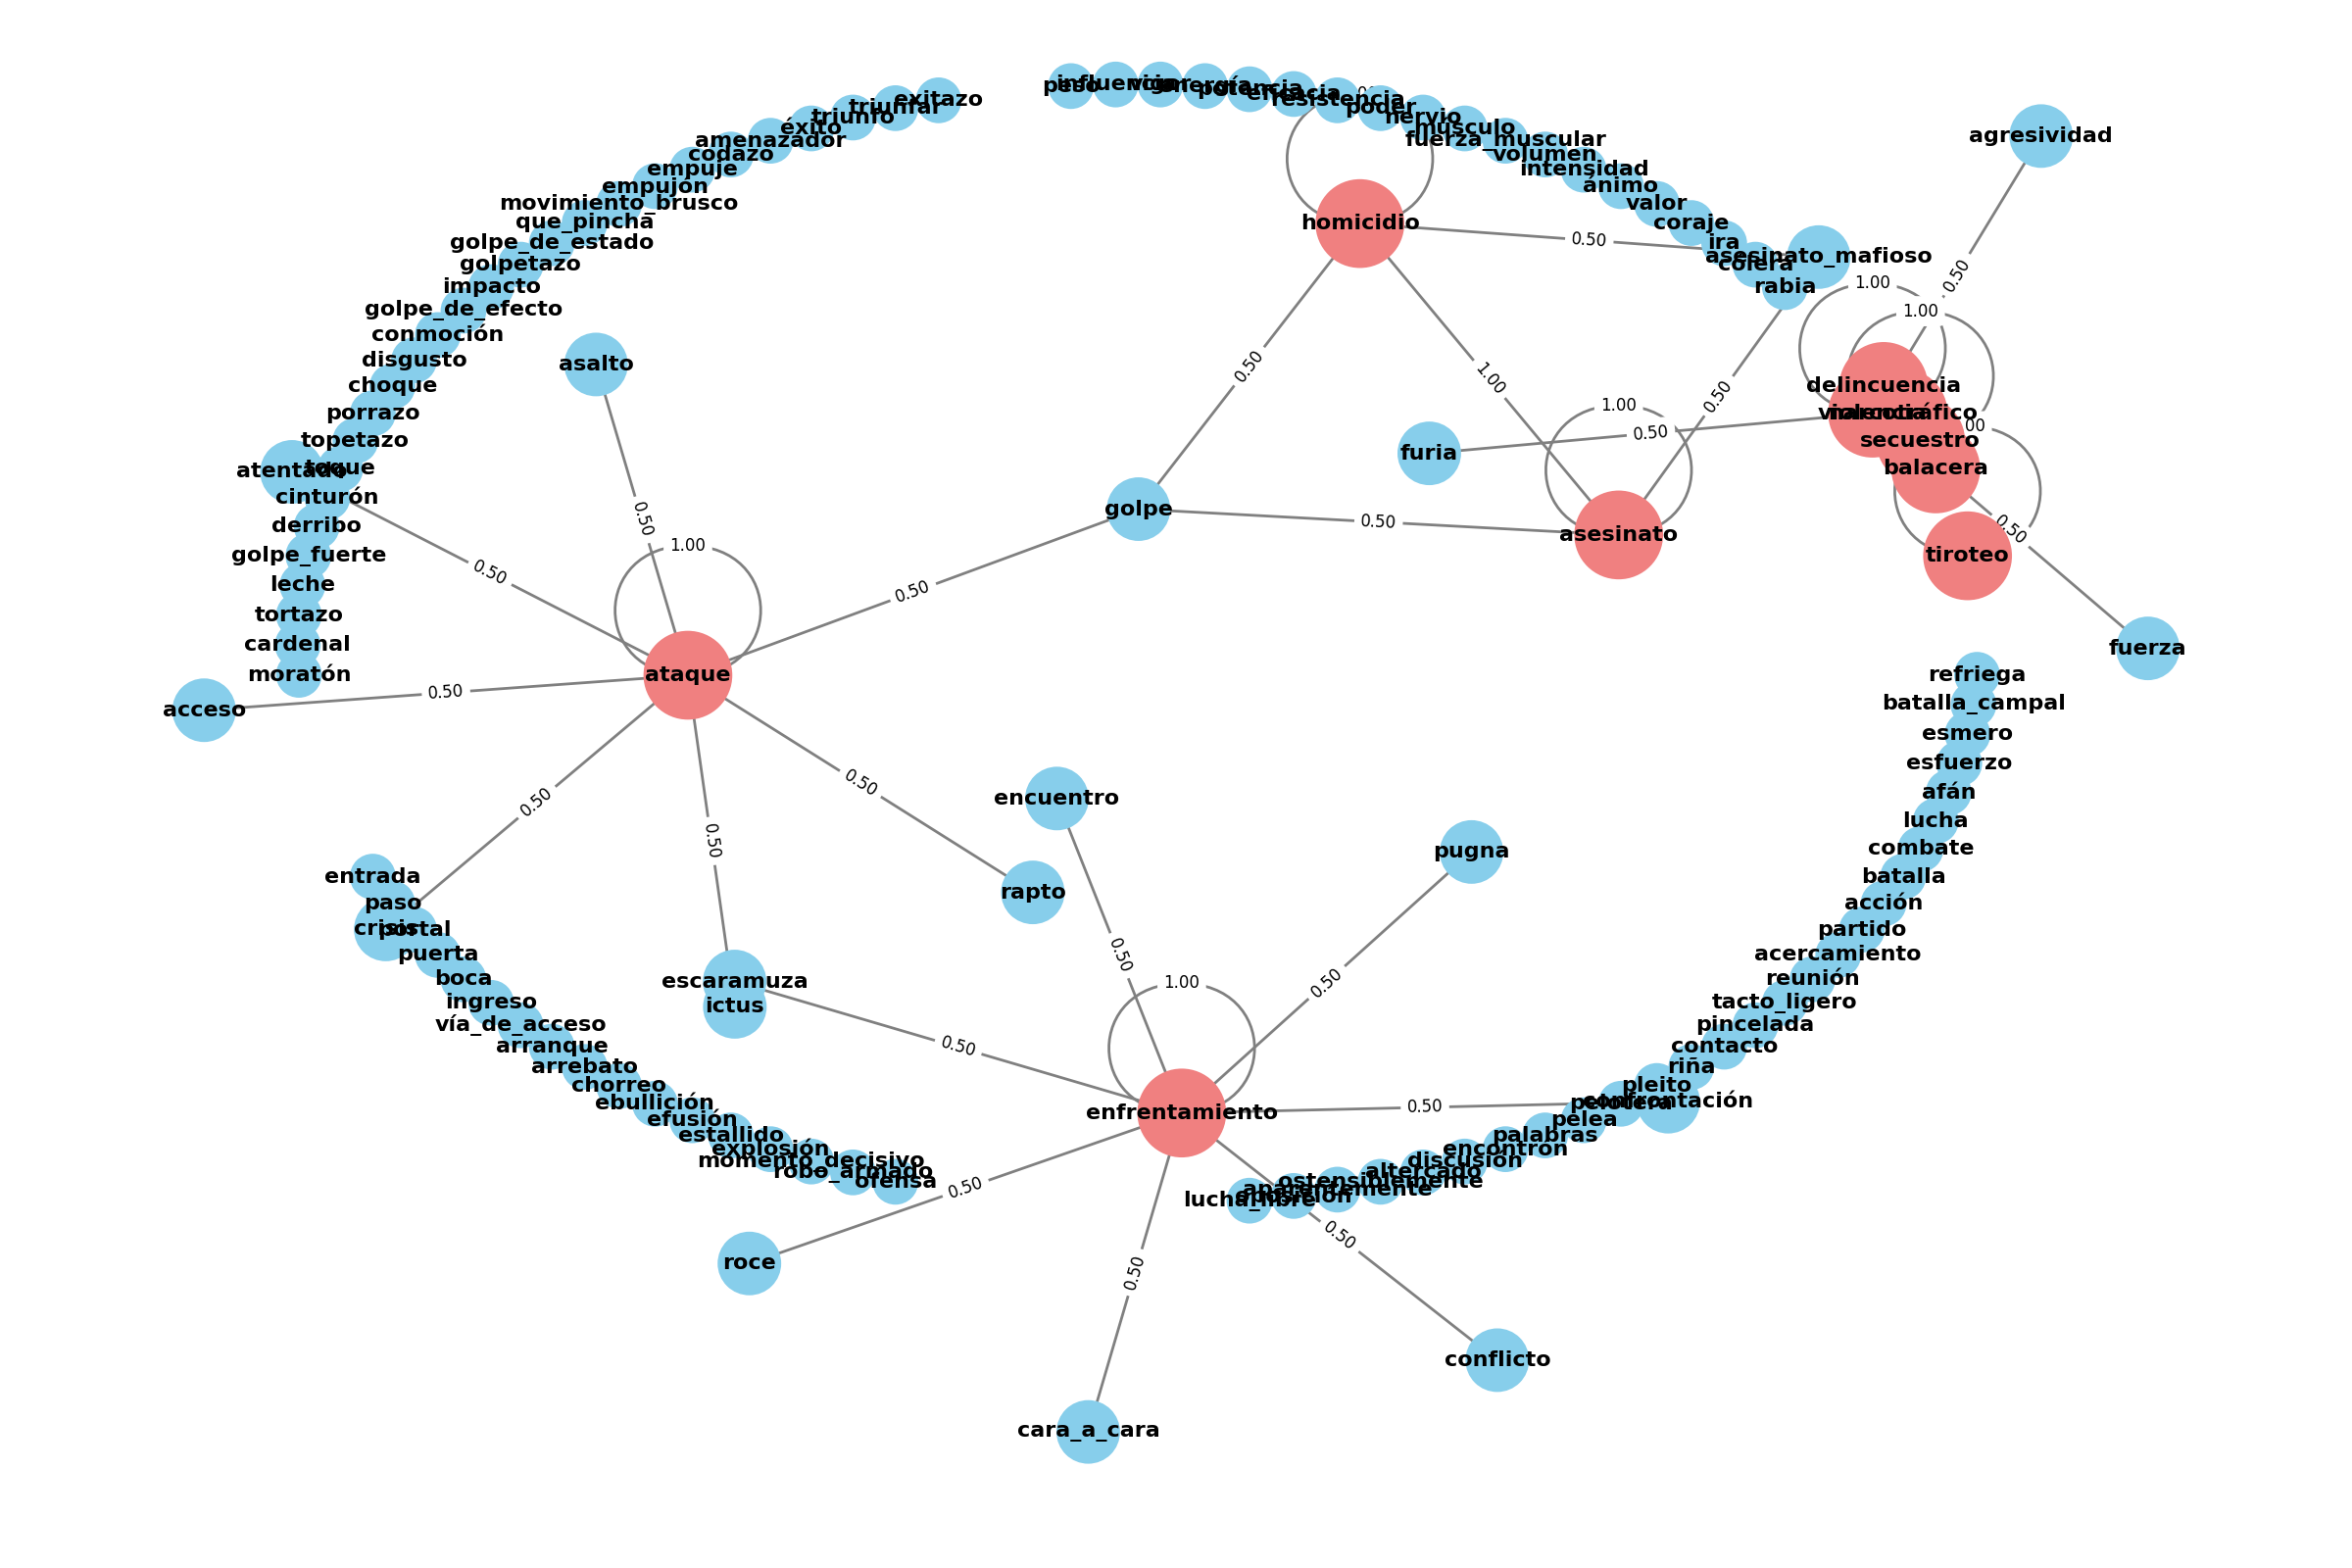 peso
influencia
vigor
energía
potencia
eficacia
resistencia
poder
nervio
músculo
fuerza_muscular
volumen
intensidad
ánimo
valor
coraje
ira
cólera
rabia
asesinato_mafioso
exitazo
triunfar
triunfo
éxito
amenazador
codazo
empuje
empujón
movimiento_brusco
que_pincha
golpe_de_estado
golpetazo
impacto
golpe_de_efecto
conmoción
disgusto
choque
porrazo
topetazo
toque
atentado
cinturón
derribo
golpe_fuerte
leche
tortazo
cardenal
moratón
acceso
asalto
homicidio
agresividad
delincuencia
violencia
narcotráfico
secuestro
balacera
tiroteo
furia
golpe
asesinato
fuerza
ataque
encuentro
rapto
pugna
escaramuza
ictus
enfrentamiento
confrontación
roce
cara_a_cara
conflicto
entrada
paso
crisis
portal
puerta
boca
ingreso
vía_de_acceso
arranque
arrebato
chorreo
ebullición
efusión
estallido
explosión
momento_decisivo
robo_armado
ofensa
refriega
batalla_campal
esmero
esfuerzo
afán
lucha
combate
batalla
acción
partido
acercamiento
reunión
tacto_ligero
pincelada
contacto
riña
pleito
pelotera
pelea
palabras
encontrón
discusión
altercado
ostensiblemente
aparentemente
oposición
lucha_libre
0.50
0.50
1.00
1.00
0.50
0.50
1.00
0.50
0.50
1.00
0.50
0.50
0.50
1.00
0.50
0.50
0.50
0.50
0.50
0.50
0.50
0.50
0.50
1.00
0.50
0.50
0.50
0.50
00